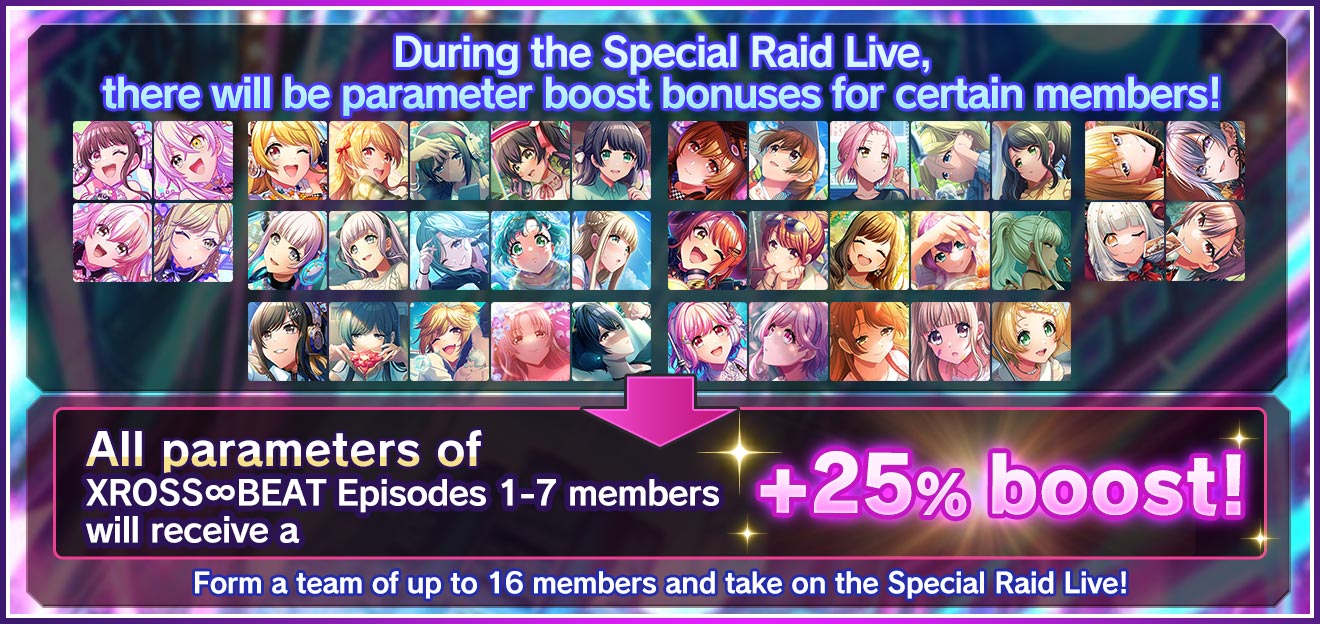 During the Special Raid Live,
there will be parameter boost bonuses for certain members!
All parameters of
XROSS∞BEAT Episodes 1-7 members
will receive a
+25% boost!
Form a team of up to 16 members and take on the Special Raid Live!